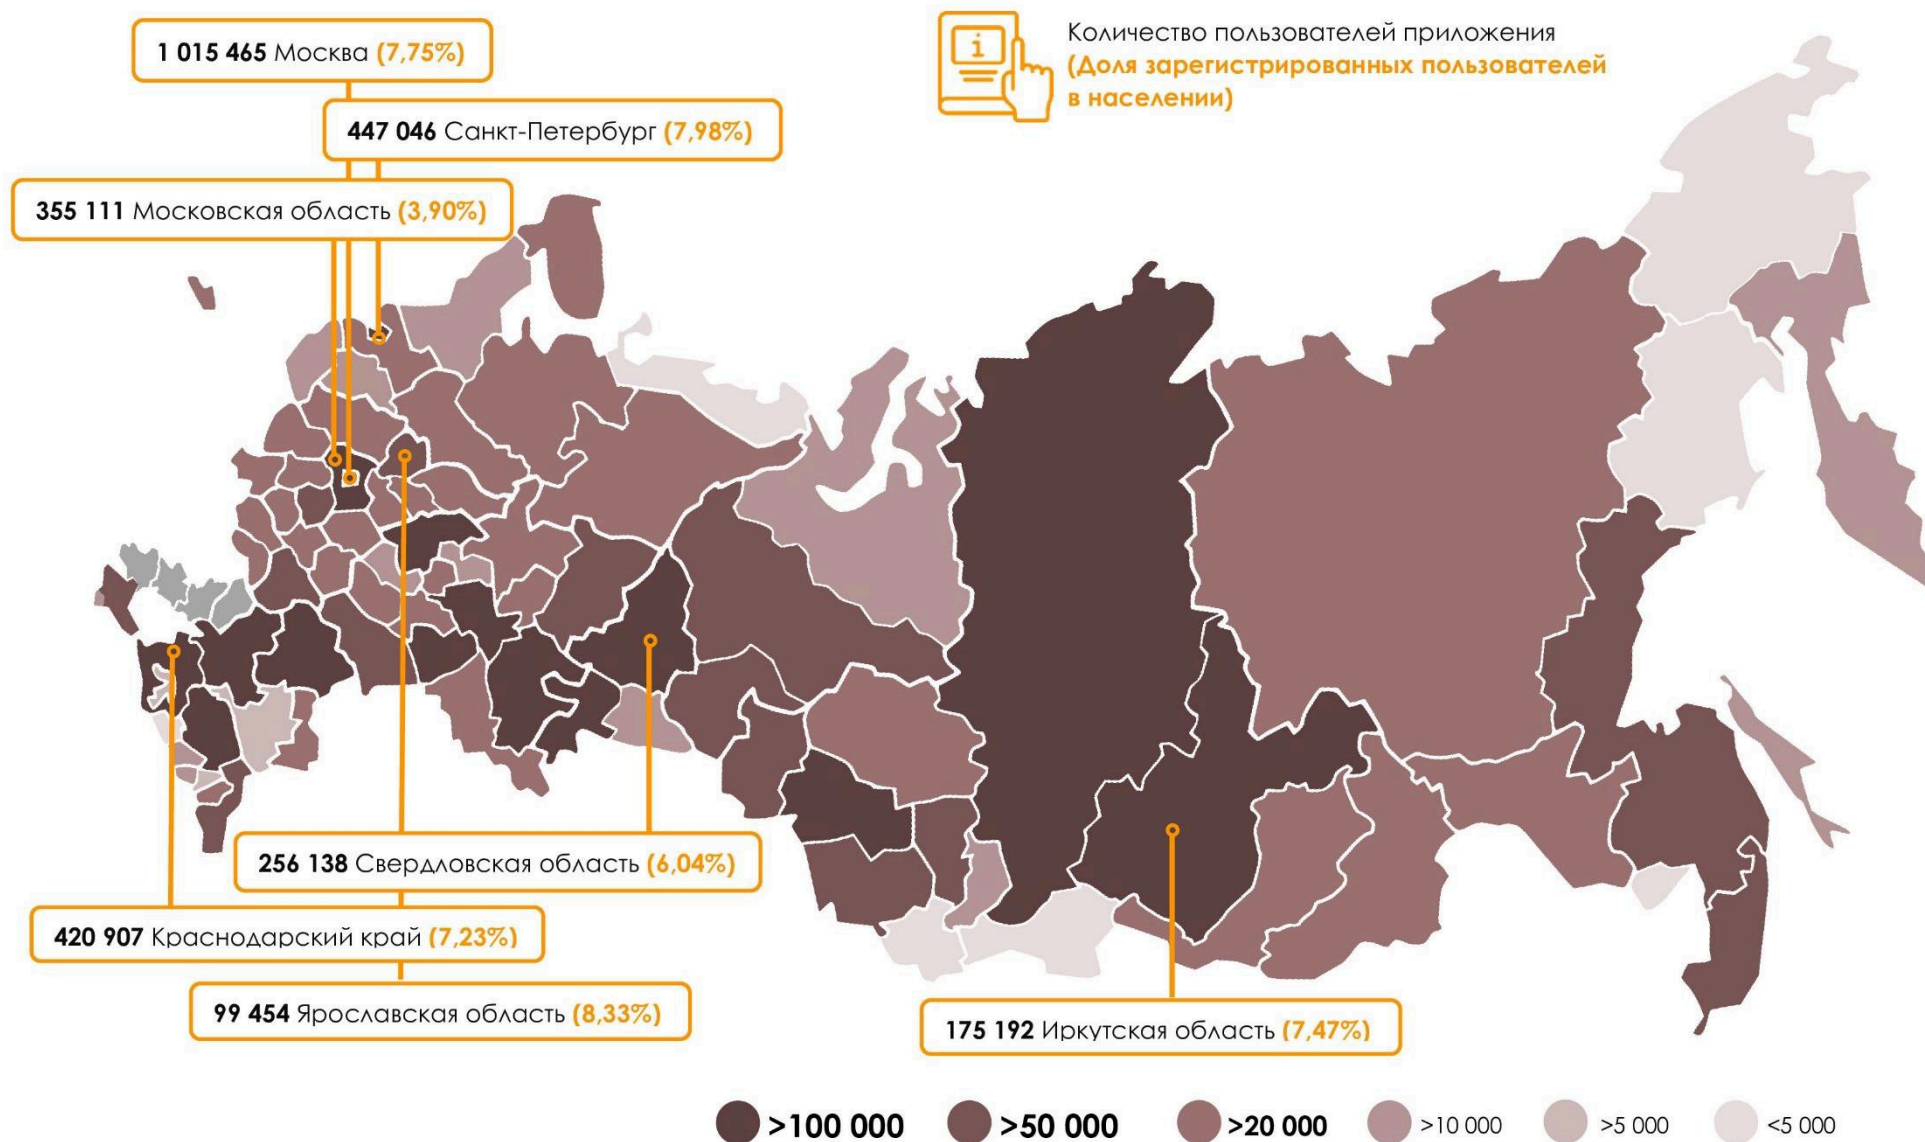 1 015 465 Москва (7,75%)
Количество пользователей приложения
(Доля зарегистрированных пользователей
в населении)
i
447 046 Санкт-Петербург (7,98%)
355 111 Московская область (3,90%)
256 138 Свердловская область (6,04%)
420 907 Краснодарский край (7,23%)
99 454 Ярославская область (8,33%)
175 192 Иркутская область (7,47%)
>100 000 >50 000 >20 000 >10 000 >5 000 <5 000